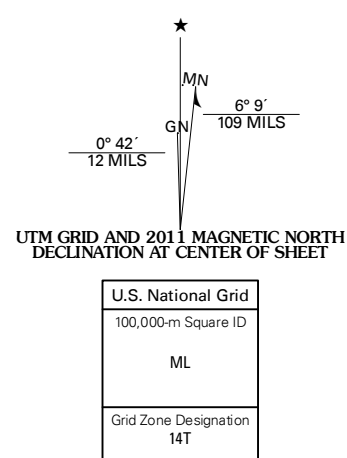 ★
MN
GN
6° 9´
109 MILS
0° 42´
12 MILS
UTM GRID AND 2011 MAGNETIC NORTH
DECLINATION AT CENTER OF SHEET
U.S. National Grid
100,000-m Square ID
ML
Grid Zone Designation
14T